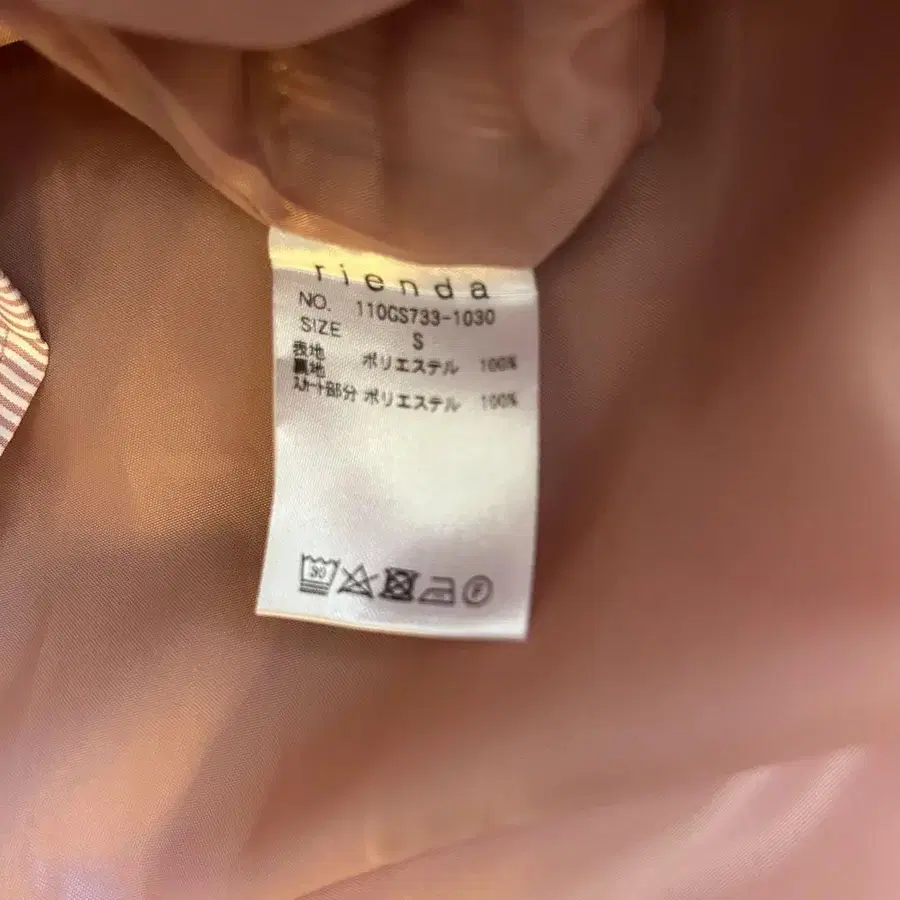 rienda
NO. 110GS733-1030
SIZE S
表地 ポリエステル 100%
裏地
スカート部分 ポリエステル 100%
30
F